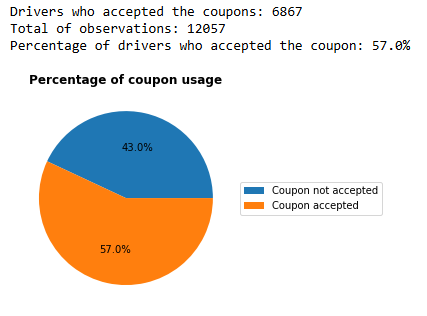 Drivers who accepted the coupons: 6867
Total of observations: 12057
Percentage of drivers who accepted the coupon: 57.0%
Percentage of coupon usage
43.0%
Coupon not accepted
Coupon accepted
57.0%